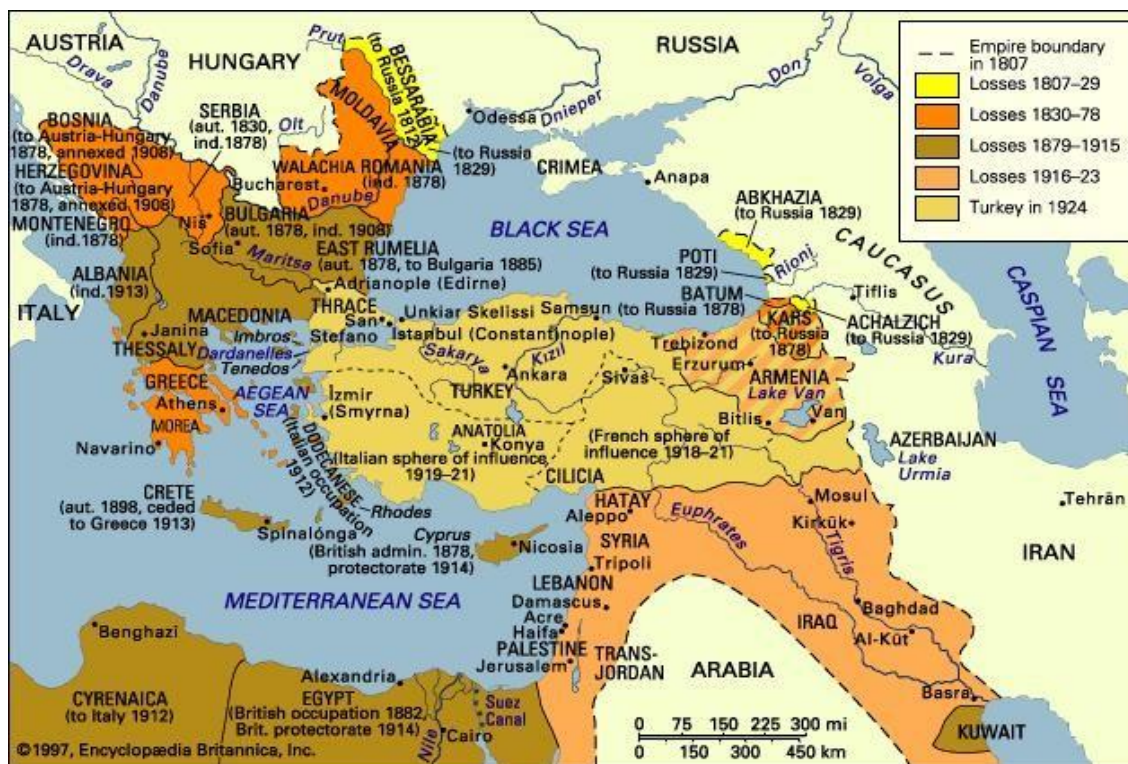 AUSTRIA
Drava
Danube
HUNGARY
Prut
BESSARABIA
(to Russia 1812)
MOLDAVIA
RUSSIA
Don
Volga
Dnieper
Odessa
(to Russia
1829)
CRIMEA
Anapa
Olt
SERBIA
(aut. 1830,
ind.1878)
BOSNIA
(to Austria-Hungary
1878, annexed 1908)
HERZEGOVINA
(to Austria-Hungary
1878, annexed 1908)
MONTENEGRO
(ind.1878)
WALACHIA
ROMANIA
(ind. 1878)
Bucharest
Danube
Niš
BULGARIA
(aut. 1878, ind. 1908)
Sofia
Maritsa
EAST RUMELIA
(aut. 1878, to Bulgaria 1885)
Adrianople (Edirne)
BLACK SEA
ABKHAZIA
(to Russia 1829)
POTI
(to Russia 1829)
Rioni
CAUCASUS
BATUM
(to Russia 1878)
KARS
(to Russia
1878)
Tiflis
ACHALZICH
(to Russia 1829)
Kura
CASPIAN
SEA
ITALY
ALBANIA
(ind.1913)
MACEDONIA
Janina
THESSALY
GREECE
Athens
MOREA
Navarino
THRACE
San
Stefano
Unkiar Skelissi
Istanbul (Constantinople)
Imbros
Dardanelles
Tenedos
AEGEAN
SEA
Samsun
Trebizond
Erzurum
ARMENIA
Lake Van
Van
Bitlis
Sakarya
Kizil
Ankara
Sivas
TURKEY
İzmir
(Smyrna)
ANATOLIA
Konya
(Italian sphere of influence
1919–21)
(French sphere of
influence 1918–21)
CILICIA
DODECANESE
(Italian occupation
1912)
Rhodes
CRETE
(aut. 1898, ceded
to Greece 1913)
Spinalónga
Cyprus
(British admin. 1878,
protectorate 1914)
Nicosia
AZERBAIJAN
Lake
Urmia
Tehrān
IRAN
HATAY
Aleppo
Euphrates
Mosul
Kirkūk
Tigris
SYRIA
Tripoli
LEBANON
Damascus
Acre
Haifa
PALESTINE
Jerusalem
TRANS-
JORDAN
Baghdad
IRAQ
Al-Kūt
Basra
KUWAIT
ARABIA
MEDITERRANEAN SEA
Benghazi
CYRENAICA
(to Italy 1912)
Alexandria
EGYPT
(British occupation 1882,
Brit. protectorate 1914)
Suez
Canal
Nile
Cairo
0 75 150 225 300 mi
0 150 300 450 km
Empire boundary
in 1807
Losses 1807–29
Losses 1830–78
Losses 1879–1915
Losses 1916–23
Turkey in 1924
©1997, Encyclopædia Britannica, Inc.